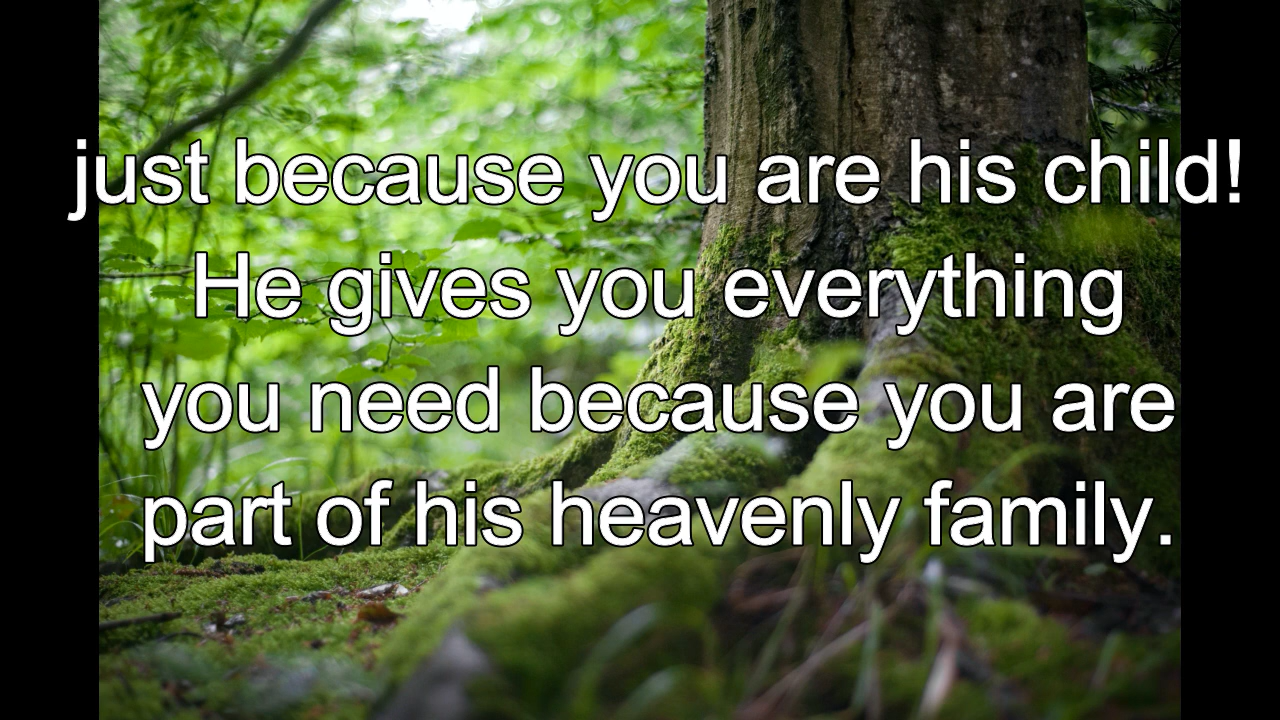 just because you are his child!
He gives you everything
you need because you are
part of his heavenly family.